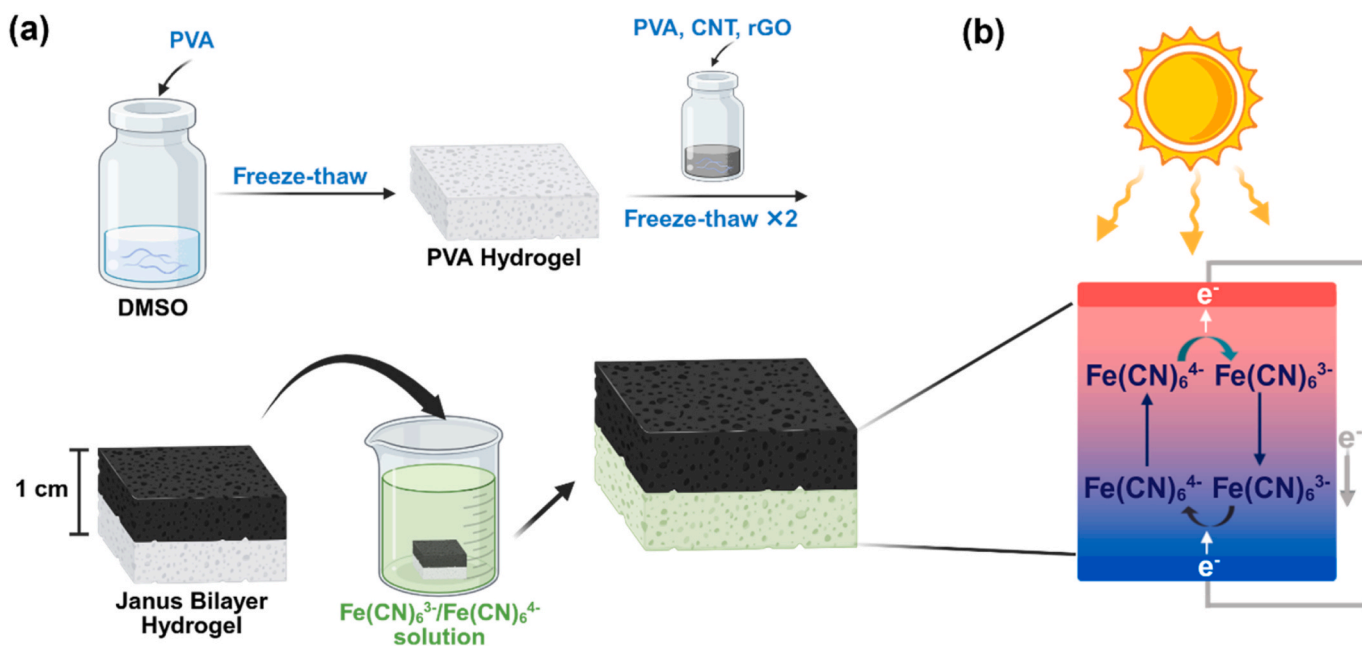 (a)
PVA
Freeze-thaw
DMSO
PVA Hydrogel
PVA, CNT, rGO
Freeze-thaw ×2
1 cm
Janus Bilayer
Hydrogel
Fe(CN)₆³⁻/Fe(CN)₆⁴⁻
solution
(b)
e⁻
Fe(CN)₆⁴⁻ Fe(CN)₆³⁻
e⁻
Fe(CN)₆⁴⁻ Fe(CN)₆³⁻
e⁻